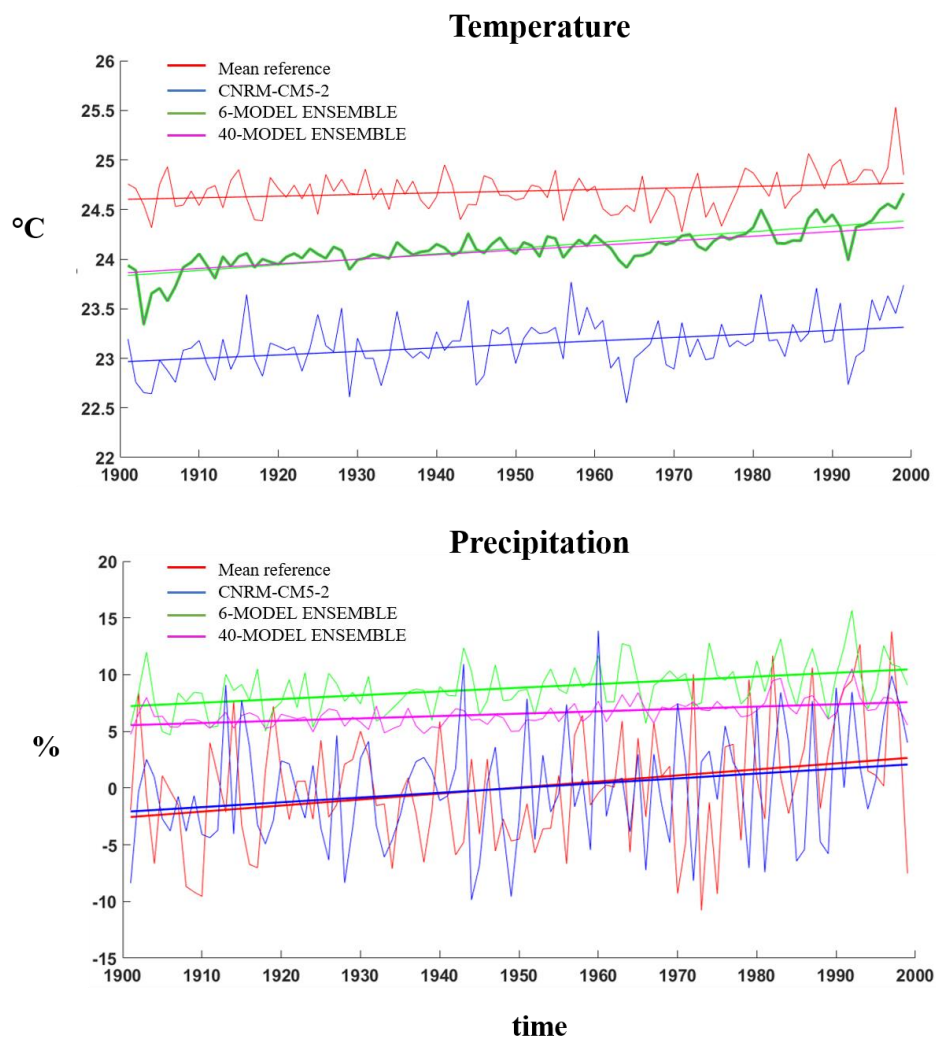 Temperature
26
Mean reference
CNRM-CM5-2
6-MODEL ENSEMBLE
40-MODEL ENSEMBLE
25.5
25
24.5
°C
24
23.5
23
22.5
22
1900 1910 1920 1930 1940 1950 1960 1970 1980 1990 2000
Precipitation
20
Mean reference
CNRM-CM5-2
6-MODEL ENSEMBLE
40-MODEL ENSEMBLE
15
10
5
%
0
-5
-10
-15
1900 1910 1920 1930 1940 1950 1960 1970 1980 1990 2000
time